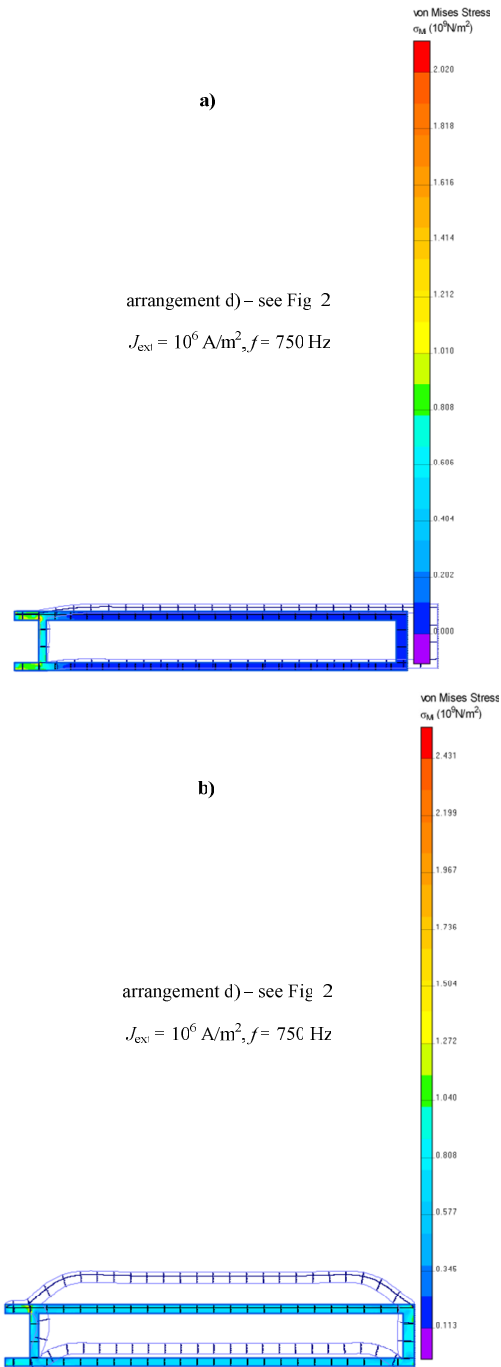 von Mises Stress
σM (10⁹N/m²)
2.020
a)
1.818
1.616
1.414
arrangement d) – see Fig 2
1.212
Jext = 10⁶ A/m², f = 750 Hz
1.010
0.808
0.606
0.404
0.202
0.000
von Mises Stress
σM (10⁹N/m²)
2.431
b)
2.199
1.967
1.736
arrangement d) – see Fig 2
1.504
Jext = 10⁶ A/m², f = 750 Hz
1.272
1.040
0.808
0.577
0.345
0.113